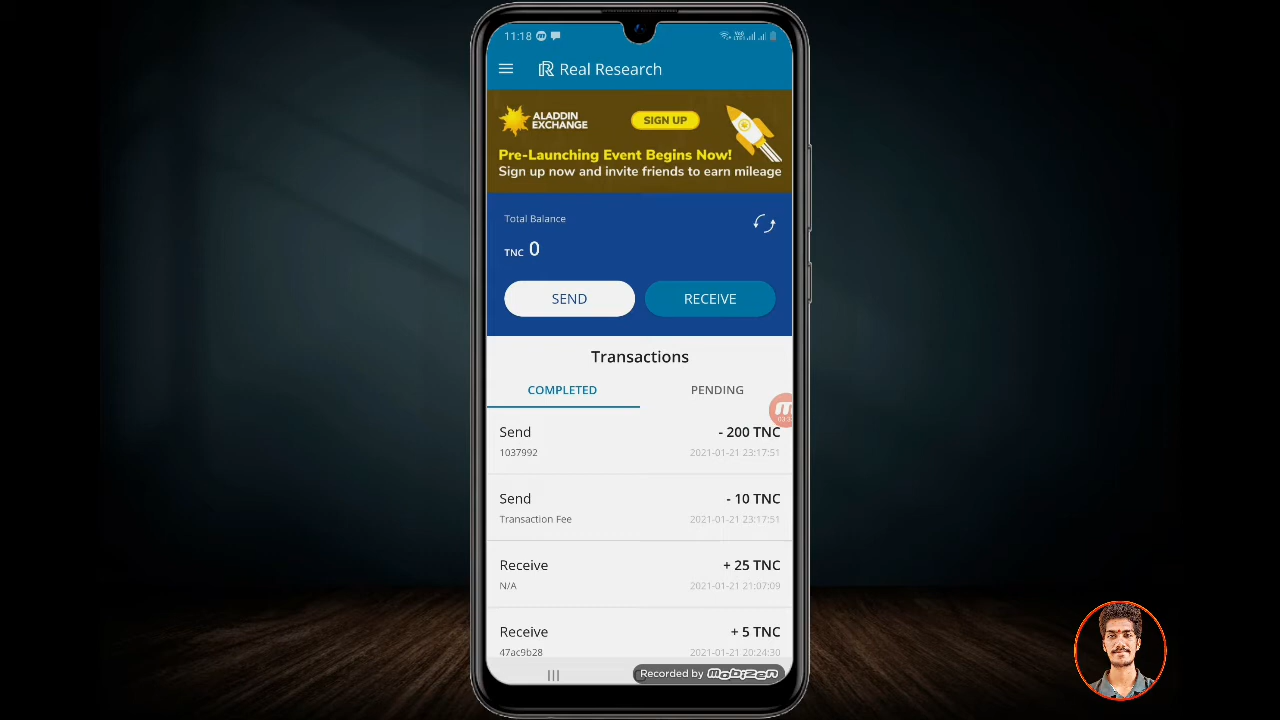 11:18
Real Research
ALADDIN
EXCHANGE
SIGN UP
Pre-Launching Event Begins Now!
Sign up now and invite friends to earn mileage
Total Balance
TNC 0
SEND
RECEIVE
Transactions
COMPLETED
PENDING
Send
- 200 TNC
1037992
2021-01-21 23:17:51
Send
- 10 TNC
Transaction Fee
2021-01-21 23:17:51
Receive
+ 25 TNC
N/A
2021-01-21 21:07:09
Receive
+ 5 TNC
47ac9b28
2021-01-21 20:24:30
Recorded by Mobizen